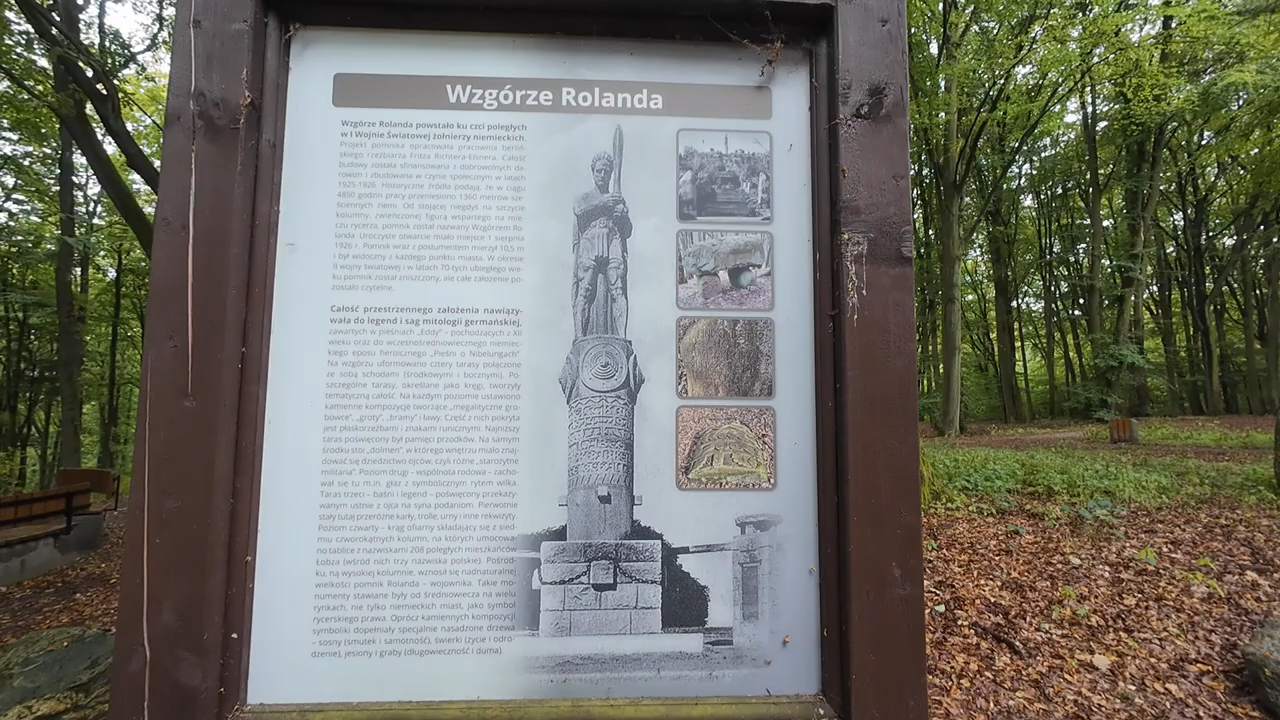 Wzgórze Rolanda
Wzgórze Rolanda powstało ku czci poległych
w I Wojnie Światowej żołnierzy niemieckich.
Projekt pomnika opracowała pracownia berliń-
skiego rzeźbiarza Fritza Richtera-Elsnera. Całość
budowy została sfinansowana z dobrowolnych da-
rowizn i zbudowana w czynie społecznym w latach
1925-1926. Historyczne źródła podają, że w ciągu
4850 godzin pracy przeniesiono 1360 metrów sze-
ściennych ziemi. Od stojącej niegdyś na szczycie
kolumny, zwieńczonej figurą wspartego na mie-
czu rycerza, pomnik został nazwany Wzgórzem Ro-
landa. Uroczyste otwarcie miało miejsce 1 sierpnia
1926 r. Pomnik wraz z postumentem mierzył 10,5 m
i był widoczny z każdego punktu miasta. W okresie
II wojny światowej i w latach 70-tych ubiegłego wie-
ku pomnik został zniszczony, ale całe założenie po-
zostało czytelne.
Całość przestrzennego założenia nawiązy-
wała do legend i sag mitologii germańskiej,
zawartych w pieśniach „Eddy” – pochodzących z XII
wieku oraz do wczesnośredniowiecznego niemiec-
kiego eposu heroicznego „Pieśni o Nibelungach”.
Na wzgórzu uformowano cztery tarasy połączone
ze sobą schodami (środkowymi i bocznymi). Po-
szczególne tarasy, określane jako kręgi, tworzyły
tematyczną całość. Na każdym poziomie ustawiono
kamienne kompozycje tworzące „megalityczne gro-
bowce”, „groty”, „bramy” i ławy. Część z nich pokryta
jest płaskorzeźbami i znakami runicznymi. Najniższy
taras poświęcony był pamięci przodków. Na samym
środku stoi „dolmen”, w którego wnętrzu miało znaj-
dować się dziedzictwo ojców, czyli różne „starożytne
militaria”. Poziom drugi – wspólnota rodowa – zacho-
wał się tu m.in. głaz z symbolicznym rytem wilka.
Taras trzeci – baśni i legend – poświęcony przekazy-
wanym ustnie z ojca na syna podaniom. Pierwotnie
stały tutaj przeróżne karły, trolle, urny i inne rekwizyty.
Poziom czwarty – krąg ofiarny składający się z sied-
miu czworokątnych kolumn, na których umocowa-
no tablice z nazwiskami 208 poległych mieszkańców
Łobza (wśród nich trzy nazwiska polskie). Pośrod-
ku, na wysokiej kolumnie, wznosił się nadnaturalnej
wielkości pomnik Rolanda – wojownika. Takie mo-
numenty stawiane były od średniowiecza na wielu
rynkach, nie tylko niemieckich miast, jako symbol
rycerskiego prawa. Oprócz kamiennych kompozycji
symboliki dopełniały specjalnie nasadzone drzewa
– sosny (smutek i samotność), świerki (życie i odro-
dzenie), jesiony i graby (długowieczność i duma).